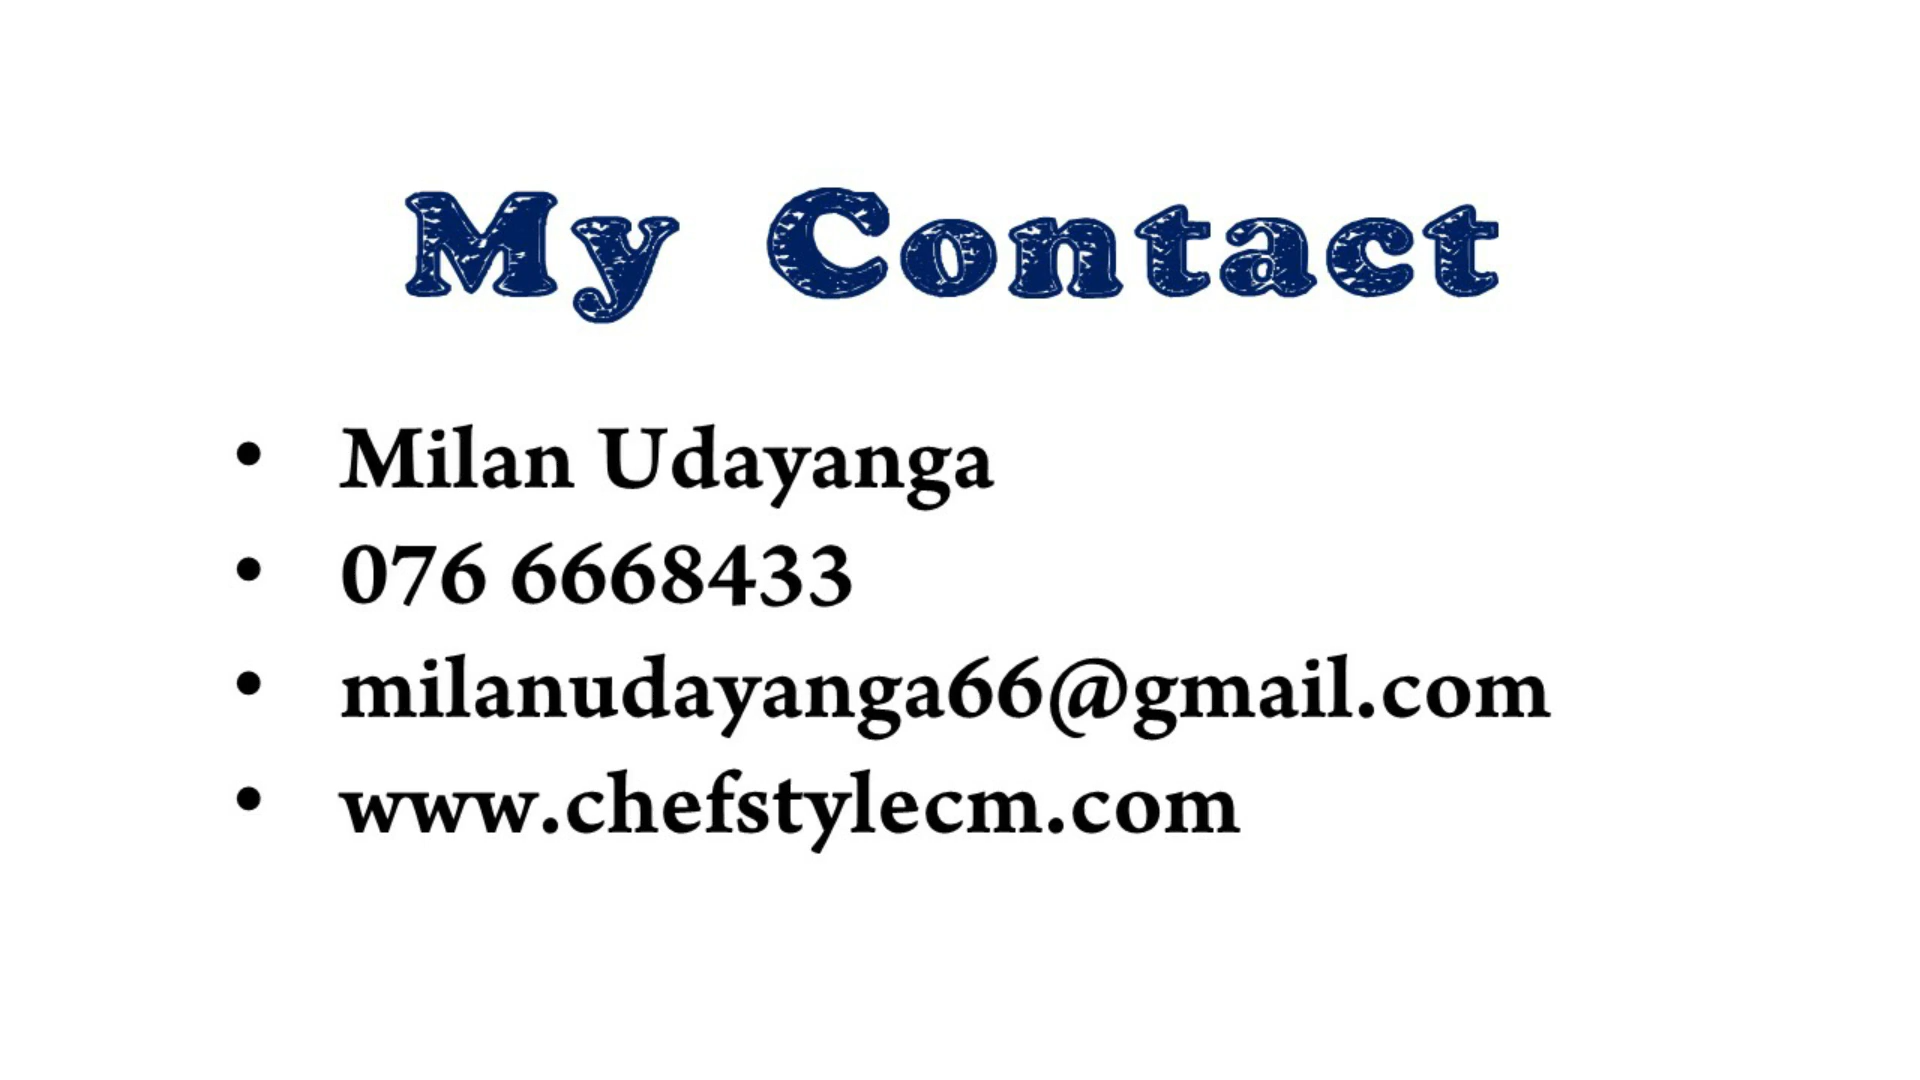 My Contact
• Milan Udayanga
• 076 6668433
• milanudayanga66@gmail.com
• www.chefstylecm.com